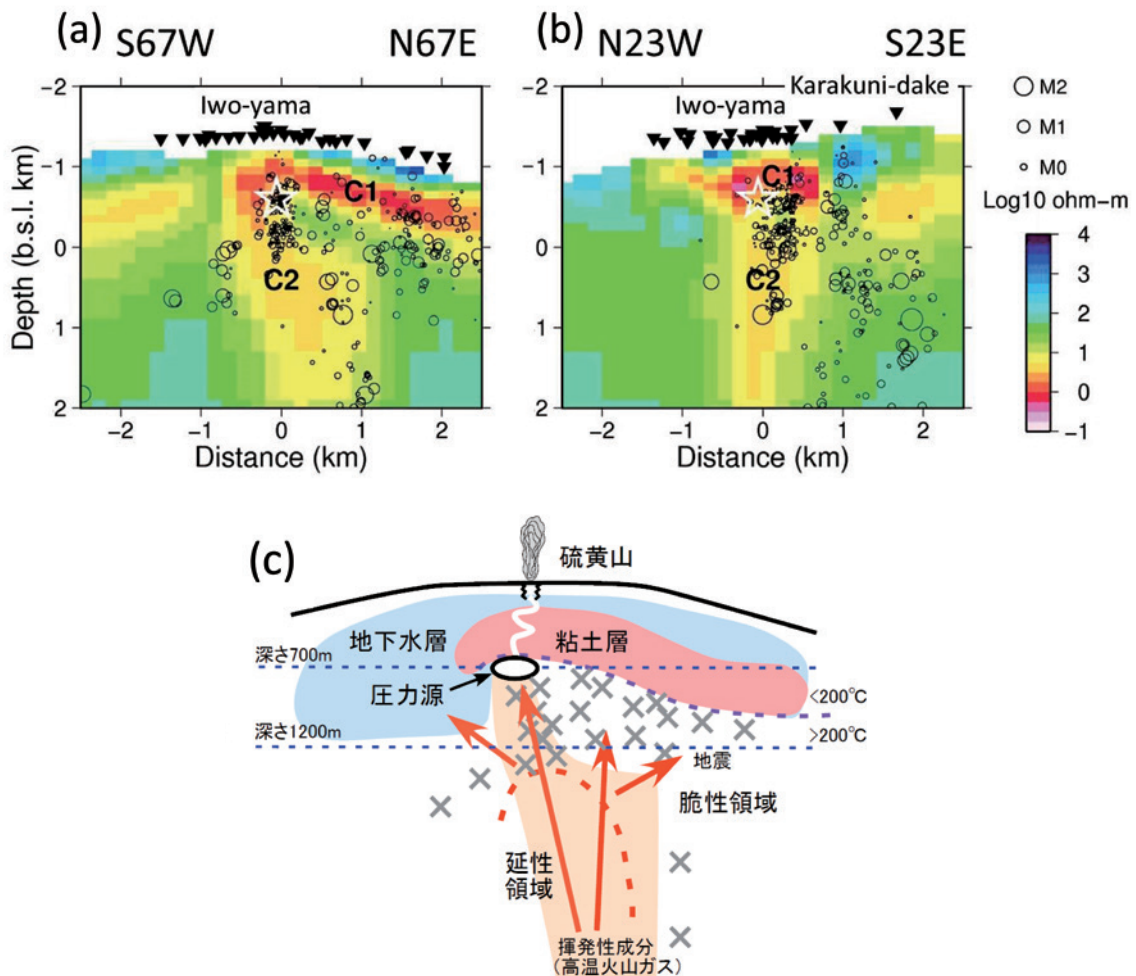 (a)
S67W
N67E
(b)
N23W
S23E
Karakuni-dake
Iwo-yama
Iwo-yama
M2
M1
M0
Log10 ohm-m
C1
C2
C1
C2
−2
−1
0
1
2
Depth (b.s.l. km)
−2
−1
0
1
2
Distance (km)
−2
−1
0
1
2
−2
−1
0
1
2
Distance (km)
4
3
2
1
0
−1
(c)
硫黄山
地下水層
粘土層
深さ700m
圧力源
<200℃
>200℃
深さ1200m
地震
脆性領域
延性
領域
揮発性成分
(高温火山ガス)